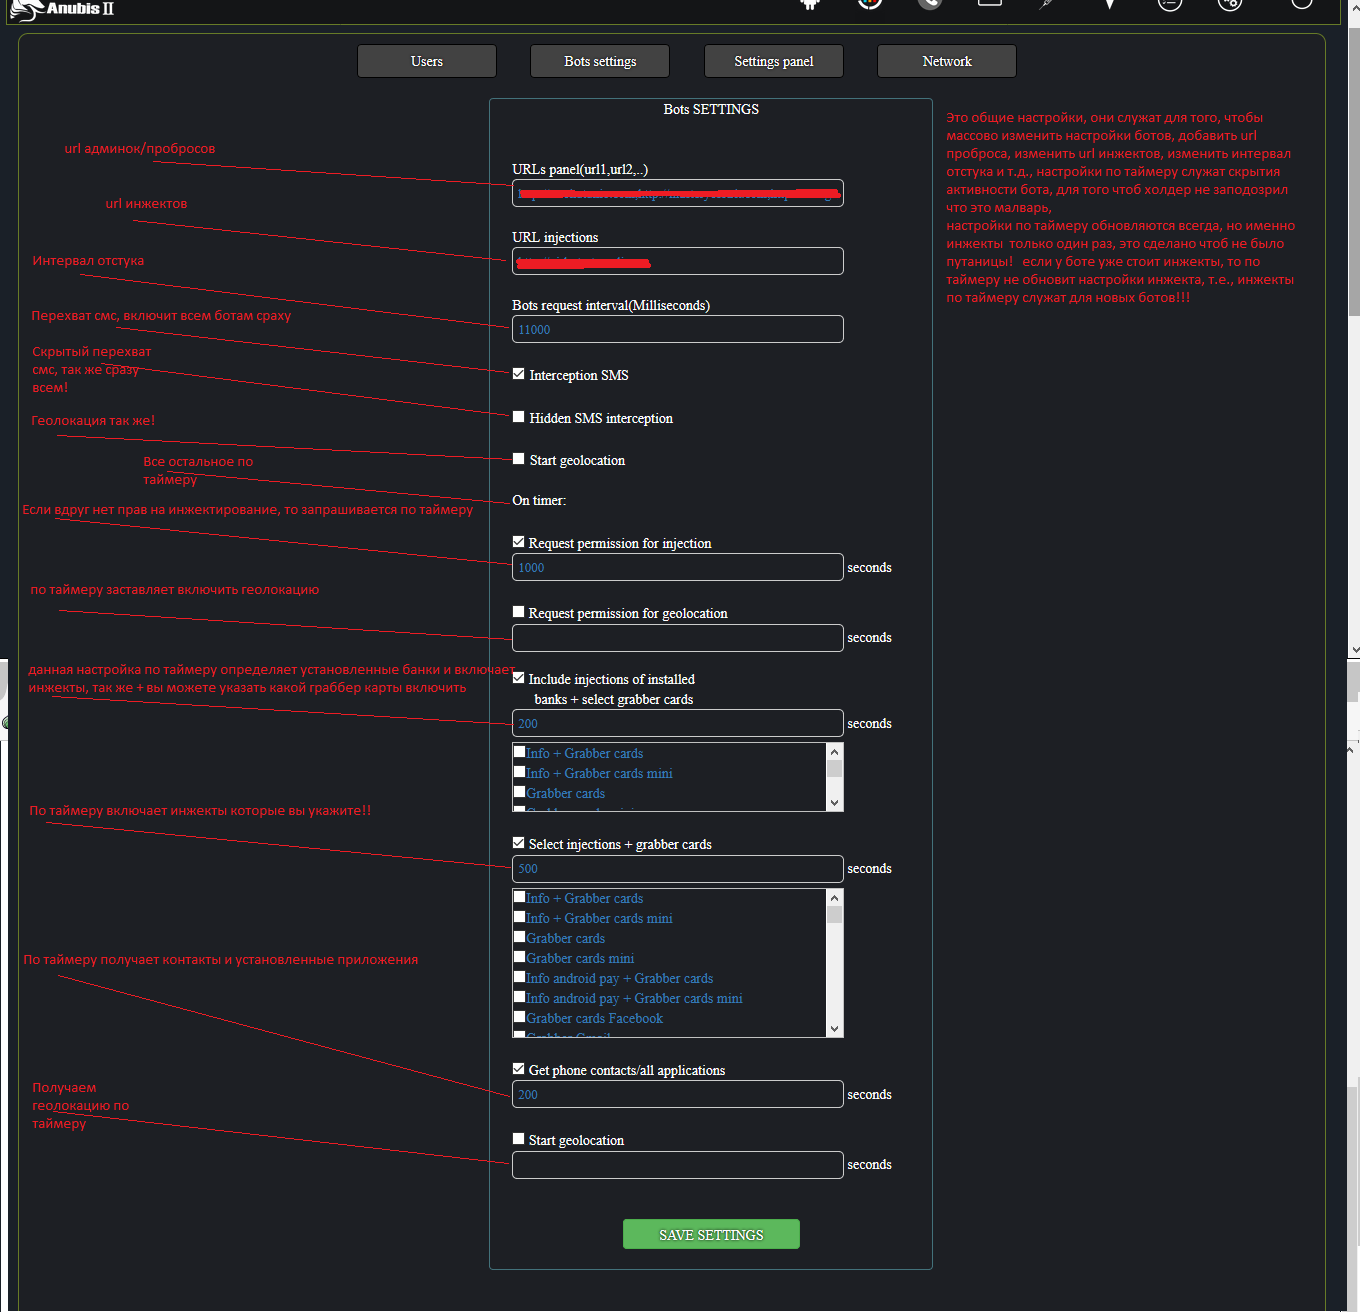 Anubis II
Users
Bots settings
Settings panel
Network
Bots SETTINGS
url админок/пробросов
URLs panel(url1,url2,..)
url инжектов
URL injections
Интервал отстука
Bots request interval(Milliseconds)
11000
Перехват смс, включит всем ботам сраху
Interception SMS
Скрытый перехват
смс, так же сразу
всем!
Hidden SMS interception
Геолокация так же!
Start geolocation
Все остальное по
таймеру
On timer:
Если вдруг нет прав на инжектирование, то запрашивается по таймеру
Request permission for injection
1000
seconds
по таймеру заставляет включить геолокацию
Request permission for geolocation
seconds
данная настройка по таймеру определяет установленные банки и включает
инжекты, так же + вы можете указать какой граббер карты включить
Include injections of installed
banks + select grabber cards
200
seconds
Info + Grabber cards
Info + Grabber cards mini
Grabber cards
По таймеру включает инжекты которые вы укажите!!
Select injections + grabber cards
500
seconds
Info + Grabber cards
Info + Grabber cards mini
Grabber cards
Grabber cards mini
Info android pay + Grabber cards
Info android pay + Grabber cards mini
Grabber cards Facebook
Grabber Gmail
По таймеру получает контакты и установленные приложения
Get phone contacts/all applications
200
seconds
Получаем
геолокацию по
таймеру
Start geolocation
seconds
SAVE SETTINGS
Это общие настройки, они служат для того, чтобы
массово изменить настройки ботов, добавить url
проброса, изменить url инжектов, изменить интервал
отстука и т.д., настройки по таймеру служат скрытия
активности бота, для того чтоб холдер не заподозрил
что это малварь,
настройки по таймеру обновляются всегда, но именно
инжекты только один раз, это сделано чтоб не было
путаницы! если у боте уже стоит инжекты, то по
таймеру не обновит настройки инжекта, т.е., инжекты
по таймеру служат для новых ботов!!!